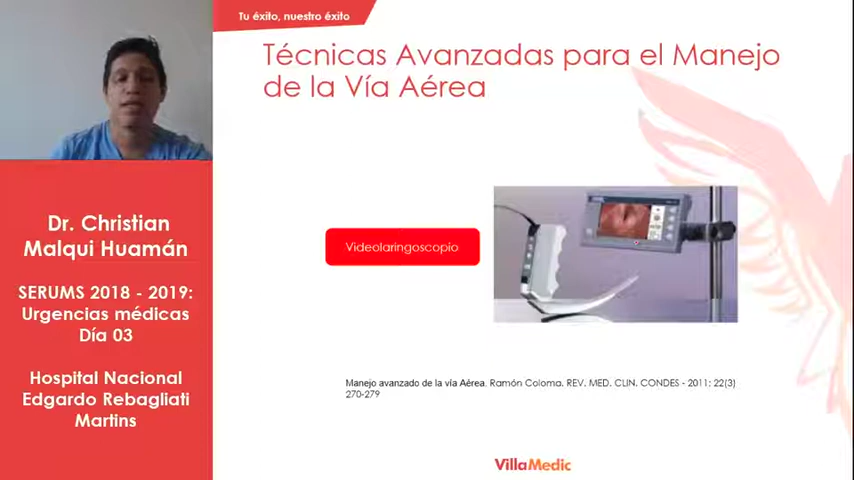 Tu éxito, nuestro éxito
Técnicas Avanzadas para el Manejo
de la Vía Aérea
Dr. Christian
Malqui Huamán
SERUMS 2018 - 2019:
Urgencias médicas
Día 03
Hospital Nacional
Edgardo Rebagliati
Martins
Videolaringoscopio
Manejo avanzado de la vía Aérea. Ramón Coloma. REV. MED. CLIN. CONDES - 2011; 22(3)
270-279
VillaMedic